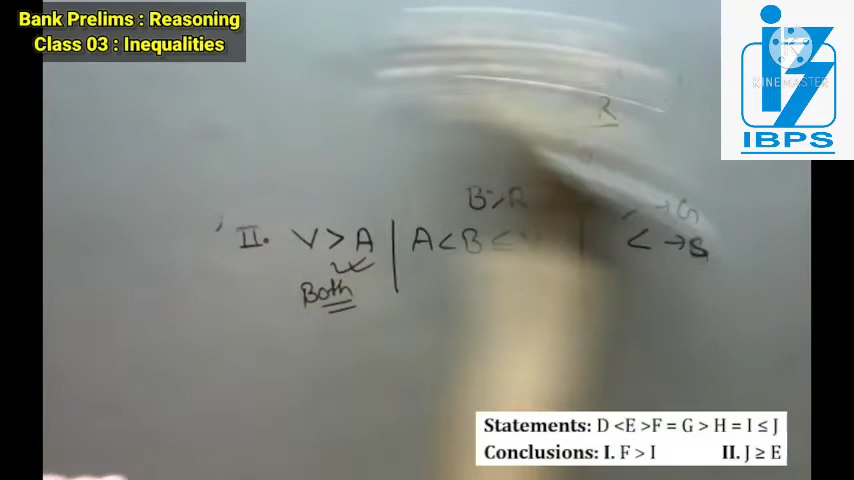 Bank Prelims : Reasoning
Class 03 : Inequalities
KINEMASTER
IBPS
R
II. V > A | A < B ≤ | < → S
Both
Statements: D <E >F = G > H = I ≤ J
Conclusions: I. F > I II. J ≥ E